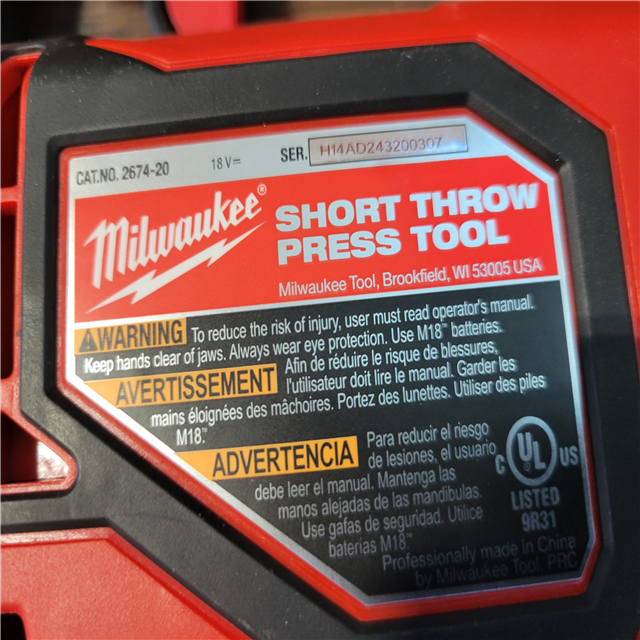 CAT.NO. 2674-20 18V⎓ SER. H14AD243200307
Milwaukee®
SHORT THROW
PRESS TOOL
Milwaukee Tool, Brookfield, WI 53005 USA
WARNING To reduce the risk of injury, user must read operator's manual.
Keep hands clear of jaws. Always wear eye protection. Use M18™ batteries.
AVERTISSEMENT Afin de réduire le risque de blessures,
l'utilisateur doit lire le manual. Garder les
mains éloignées des mâchoires. Portez des lunettes. Utiliser des piles
M18.™
ADVERTENCIA Para reducir el riesgo
de lesiones, el usuario
debe leer el manual. Mantenga las
manos alejadas de las mandibulas.
Use gafas de seguridad. Utilice
baterías M18™
C UL US
LISTED
9R31
Professionally made in China
by Milwaukee Tool, PRC